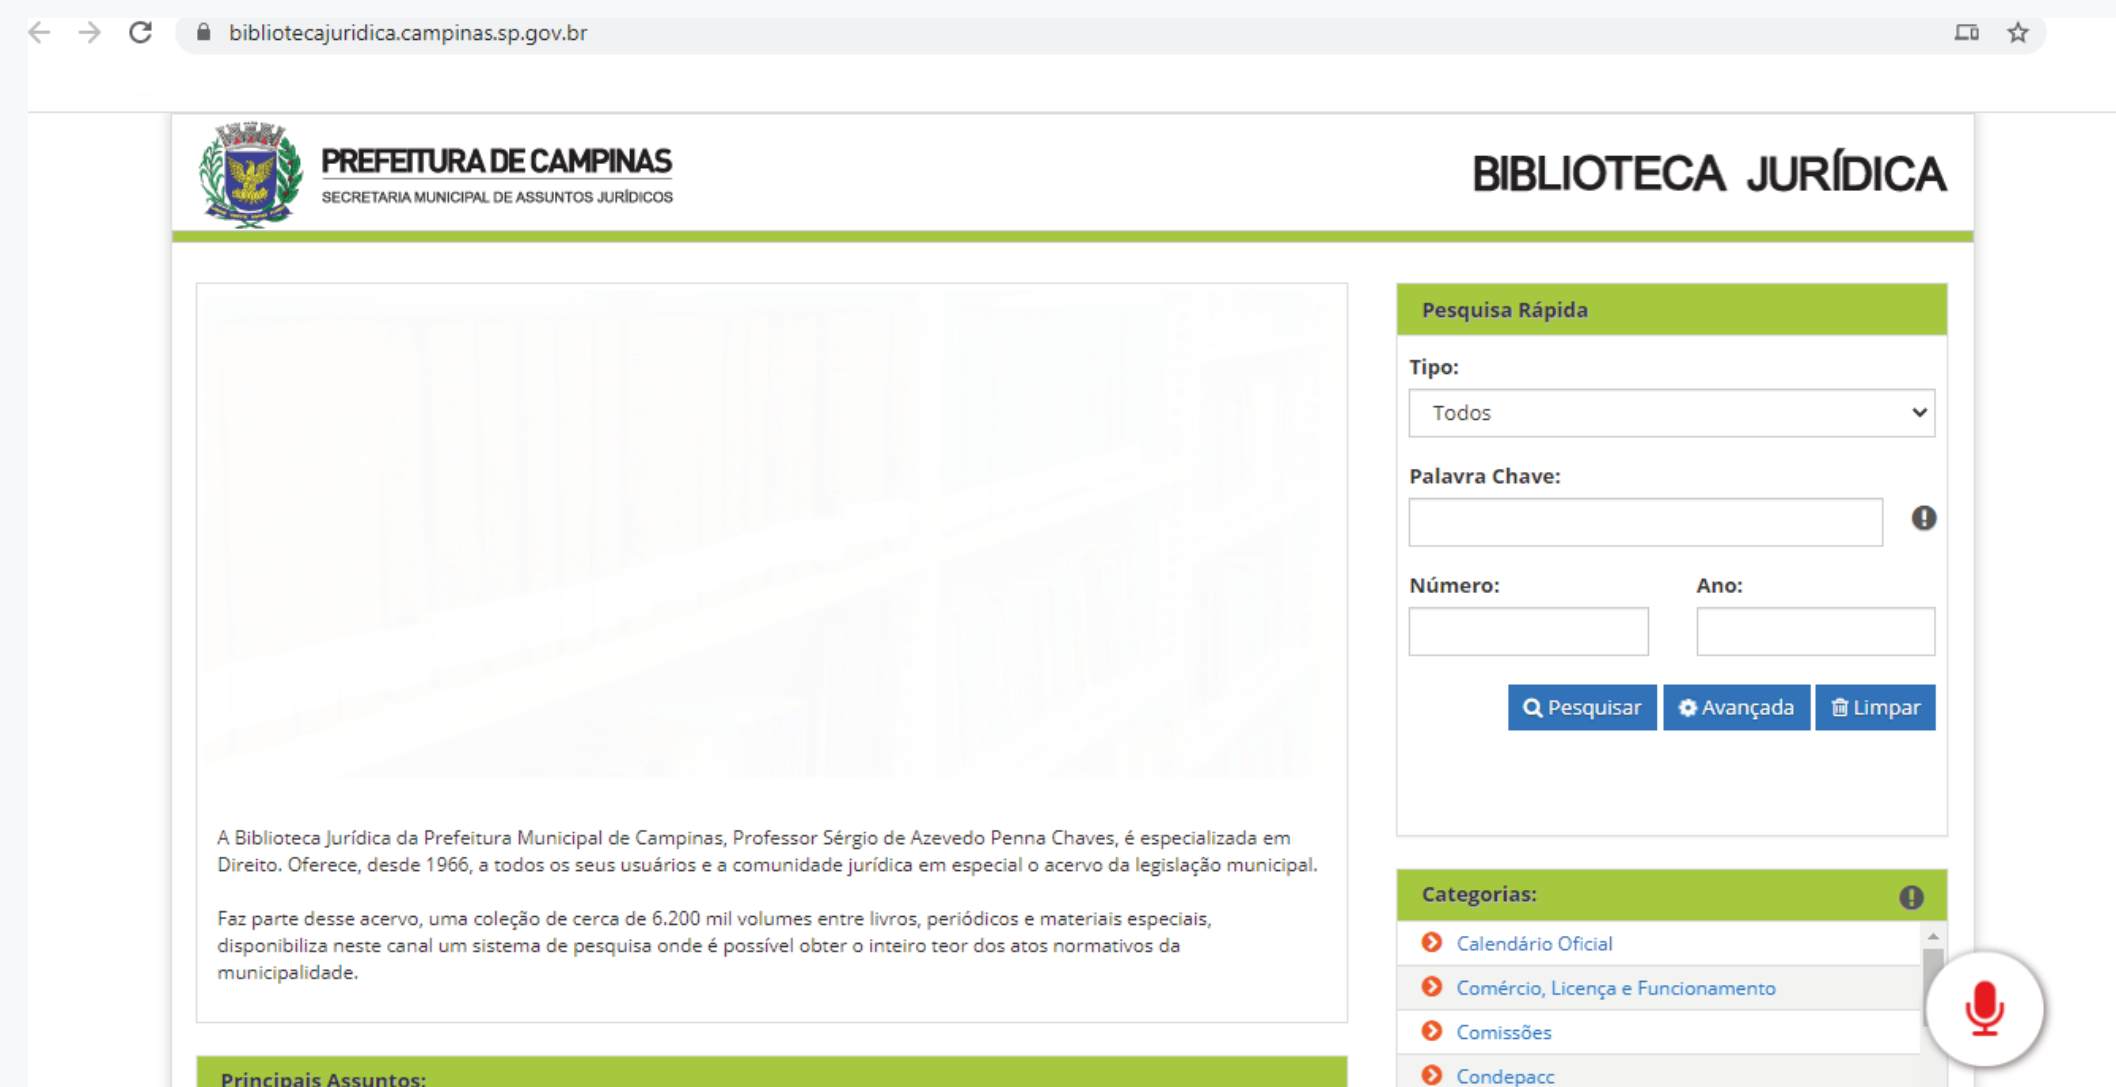 bibliotecajuridica.campinas.sp.gov.br
PREFEITURA DE CAMPINAS
SECRETARIA MUNICIPAL DE ASSUNTOS JURÍDICOS
BIBLIOTECA JURÍDICA
A Biblioteca Jurídica da Prefeitura Municipal de Campinas, Professor Sérgio de Azevedo Penna Chaves, é especializada em
Direito. Oferece, desde 1966, a todos os seus usuários e a comunidade jurídica em especial o acervo da legislação municipal.
Faz parte desse acervo, uma coleção de cerca de 6.200 mil volumes entre livros, periódicos e materiais especiais,
disponibiliza neste canal um sistema de pesquisa onde é possível obter o inteiro teor dos atos normativos da
municipalidade.
Principais Assuntos:
Pesquisa Rápida
Tipo:
Todos
Palavra Chave:
Número: Ano:
Pesquisar Avançada Limpar
Categorias:
Calendário Oficial
Comércio, Licença e Funcionamento
Comissões
Condepacc